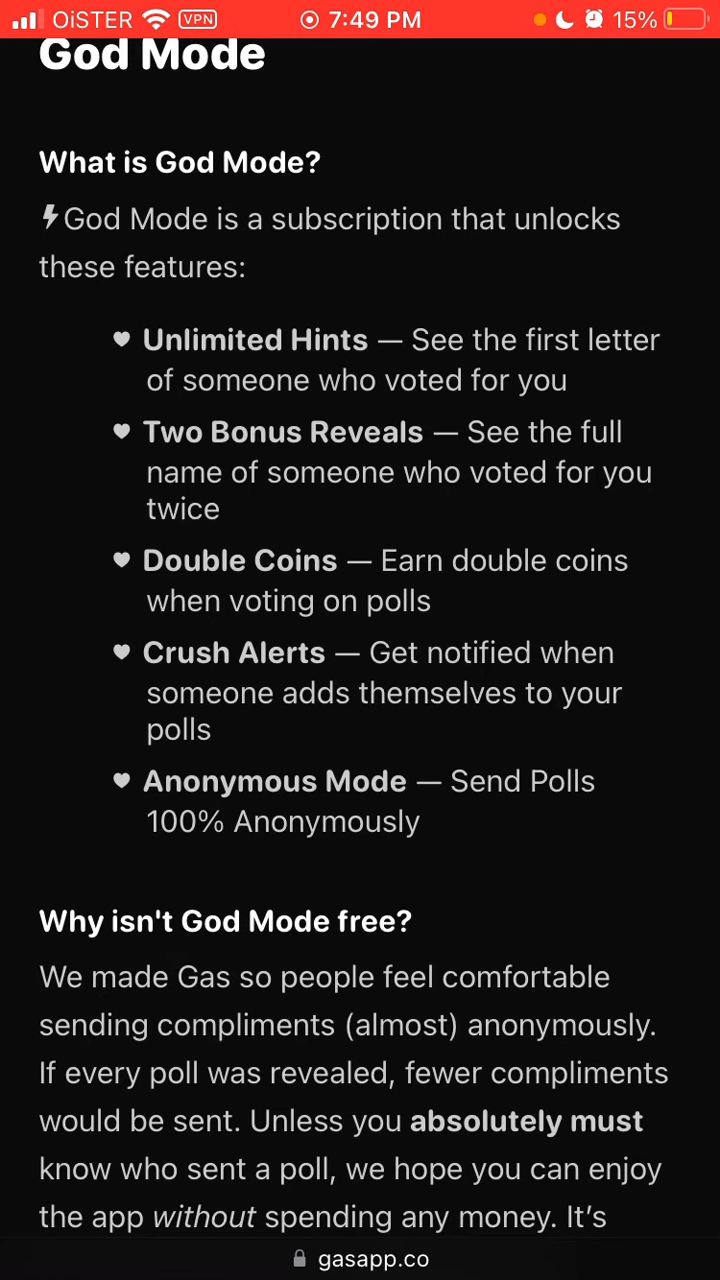 OiSTER VPN 7:49 PM 15%
God Mode
What is God Mode?
⚡God Mode is a subscription that unlocks
these features:
♥ Unlimited Hints — See the first letter
of someone who voted for you
♥ Two Bonus Reveals — See the full
name of someone who voted for you
twice
♥ Double Coins — Earn double coins
when voting on polls
♥ Crush Alerts — Get notified when
someone adds themselves to your
polls
♥ Anonymous Mode — Send Polls
100% Anonymously
Why isn't God Mode free?
We made Gas so people feel comfortable
sending compliments (almost) anonymously.
If every poll was revealed, fewer compliments
would be sent. Unless you absolutely must
know who sent a poll, we hope you can enjoy
the app without spending any money. It’s
gasapp.co